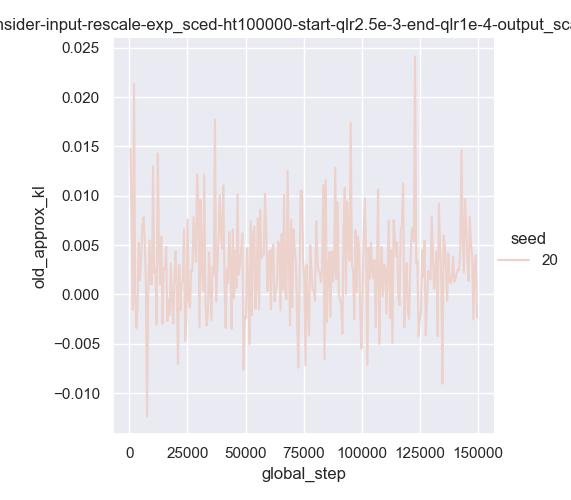 nsider-input-rescale-exp_sced-ht100000-start-qlr2.5e-3-end-qlr1e-4-output_sca
0.025
0.020
0.015
0.010
0.005
0.000
−0.005
−0.010
old_approx_kl
0 25000 50000 75000 100000 125000 150000
global_step
seed
20